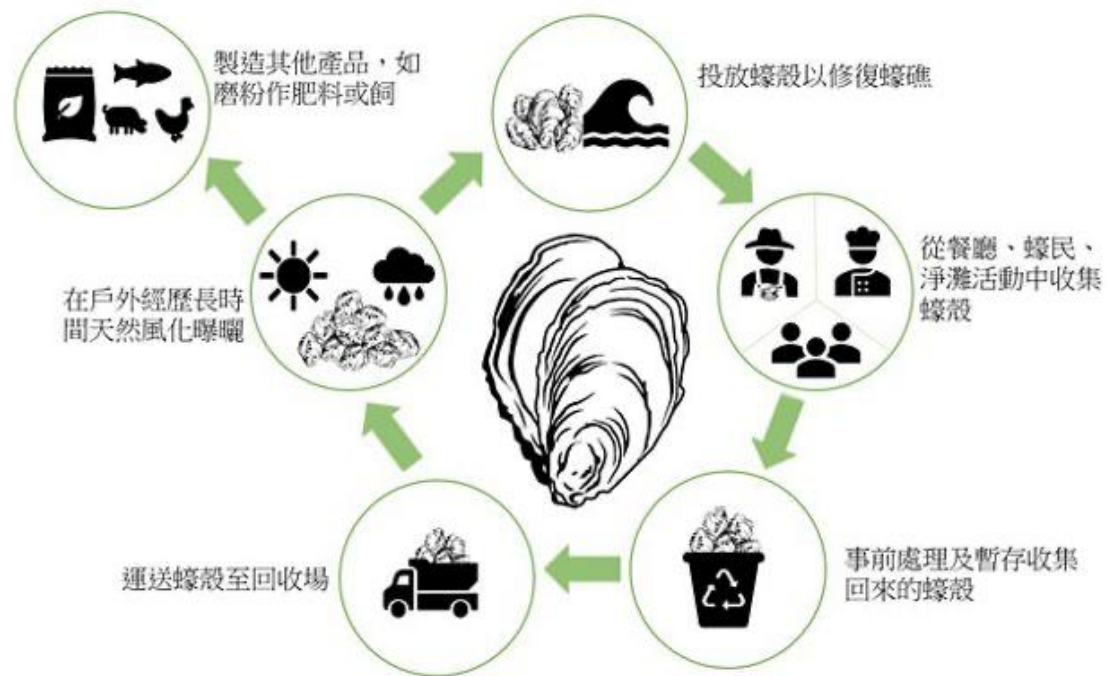 製造其他產品，如
磨粉作肥料或飼
投放蠔殼以修復蠔礁
從餐廳、蠔民、
淨灘活動中收集
蠔殼
在戶外經歷長時
間天然風化曝曬
運送蠔殼至回收場
事前處理及暫存收集
回來的蠔殼